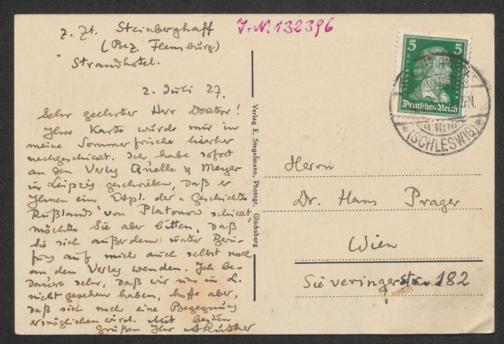 z. Zt. Steinberghaff
(Bez. Flensburg)
Strandhotel.
I.N. 132396
2. Juli 27.
Sehr geehrter Herr Doktor!
Ihre Karte wurde mir in
meine Sommerfrische hierher
nachgeschickt. Ich habe sofort
an den Verlag Quelle & Meyer
in Leipzig geschrieben, daß er
Ihnen ein Expl. der „Geschichte
Rußlands" von Platonow schickt,
möchte Sie aber bitten, daß
Sie sich außerdem unter Beru-
fung auf mich auch selbst noch
an den Verlag wenden. Ich be-
daure sehr, daß wir uns in L.
nicht gesehen haben, hoffe aber,
daß sich noch eine Begegnung
ermöglichen wird. Mit besten
Grüßen Ihr
Verlag E. Stegelmann, Photogr., Glücksburg
5 5
Deutsches Reich
(SCHLESWIG)
Herrn
Dr. Hans Prager
Wien
Sieveringerstr. 182